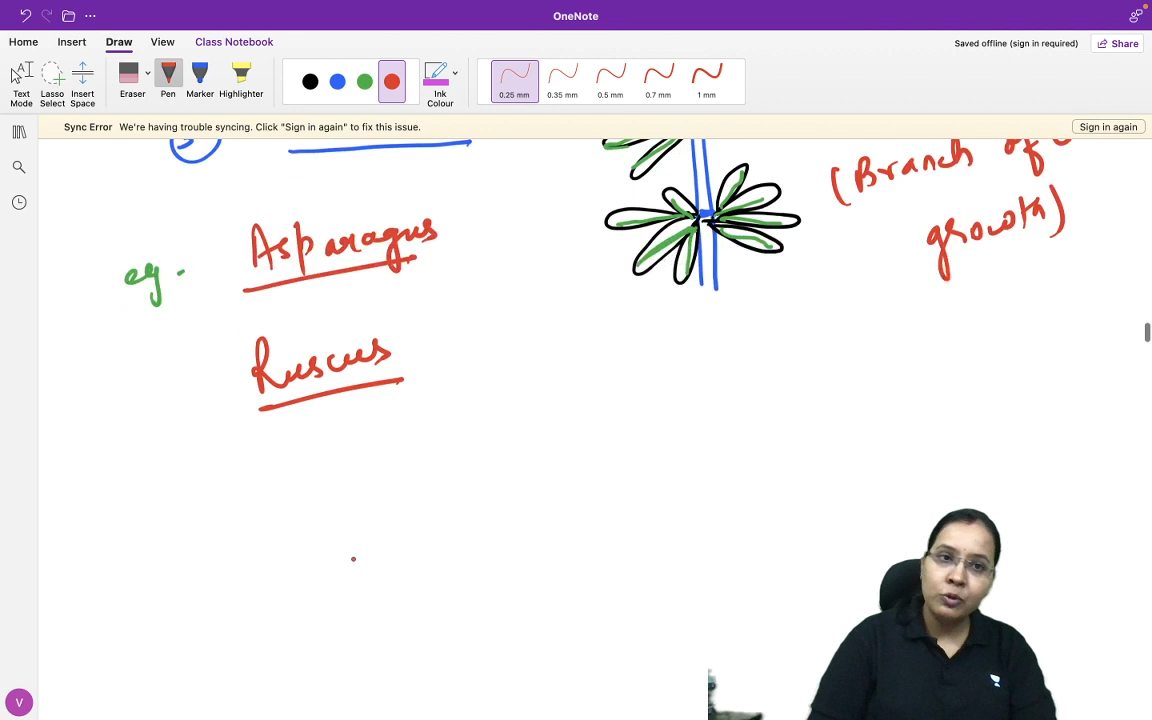 OneNote
Home Insert Draw View Class Notebook
Saved offline (sign in required) Share
Text Mode
Lasso Select
Insert Space
Eraser
Pen
Marker
Highlighter
Ink Colour
0.25 mm 0.35 mm 0.5 mm 0.7 mm 1 mm
Sync Error We're having trouble syncing. Click "Sign in again" to fix this issue. Sign in again
(Branch of
growth)
eg. Asparagus
Ruscus
V